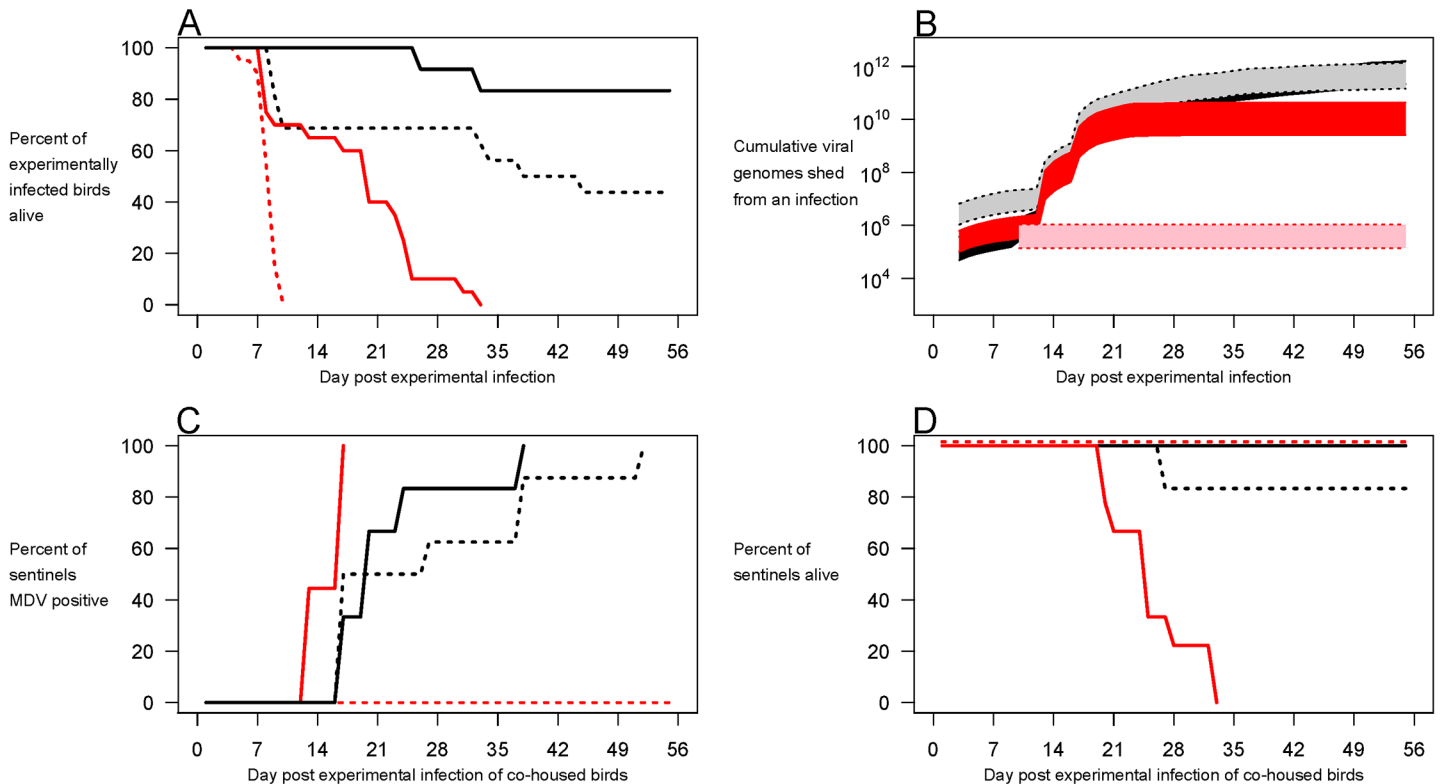 A
100
80
60
40
20
0
Percent of
experimentally
infected birds
alive
0 7 14 21 28 35 42 49 56
Day post experimental infection
B
10^12
10^10
10^8
10^6
10^4
Cumulative viral
genomes shed
from an infection
0 7 14 21 28 35 42 49 56
Day post experimental infection
C
100
80
60
40
20
0
Percent of
sentinels
MDV positive
0 7 14 21 28 35 42 49 56
Day post experimental infection of co-housed birds
D
100
80
60
40
20
0
Percent of
sentinels alive
0 7 14 21 28 35 42 49 56
Day post experimental infection of co-housed birds